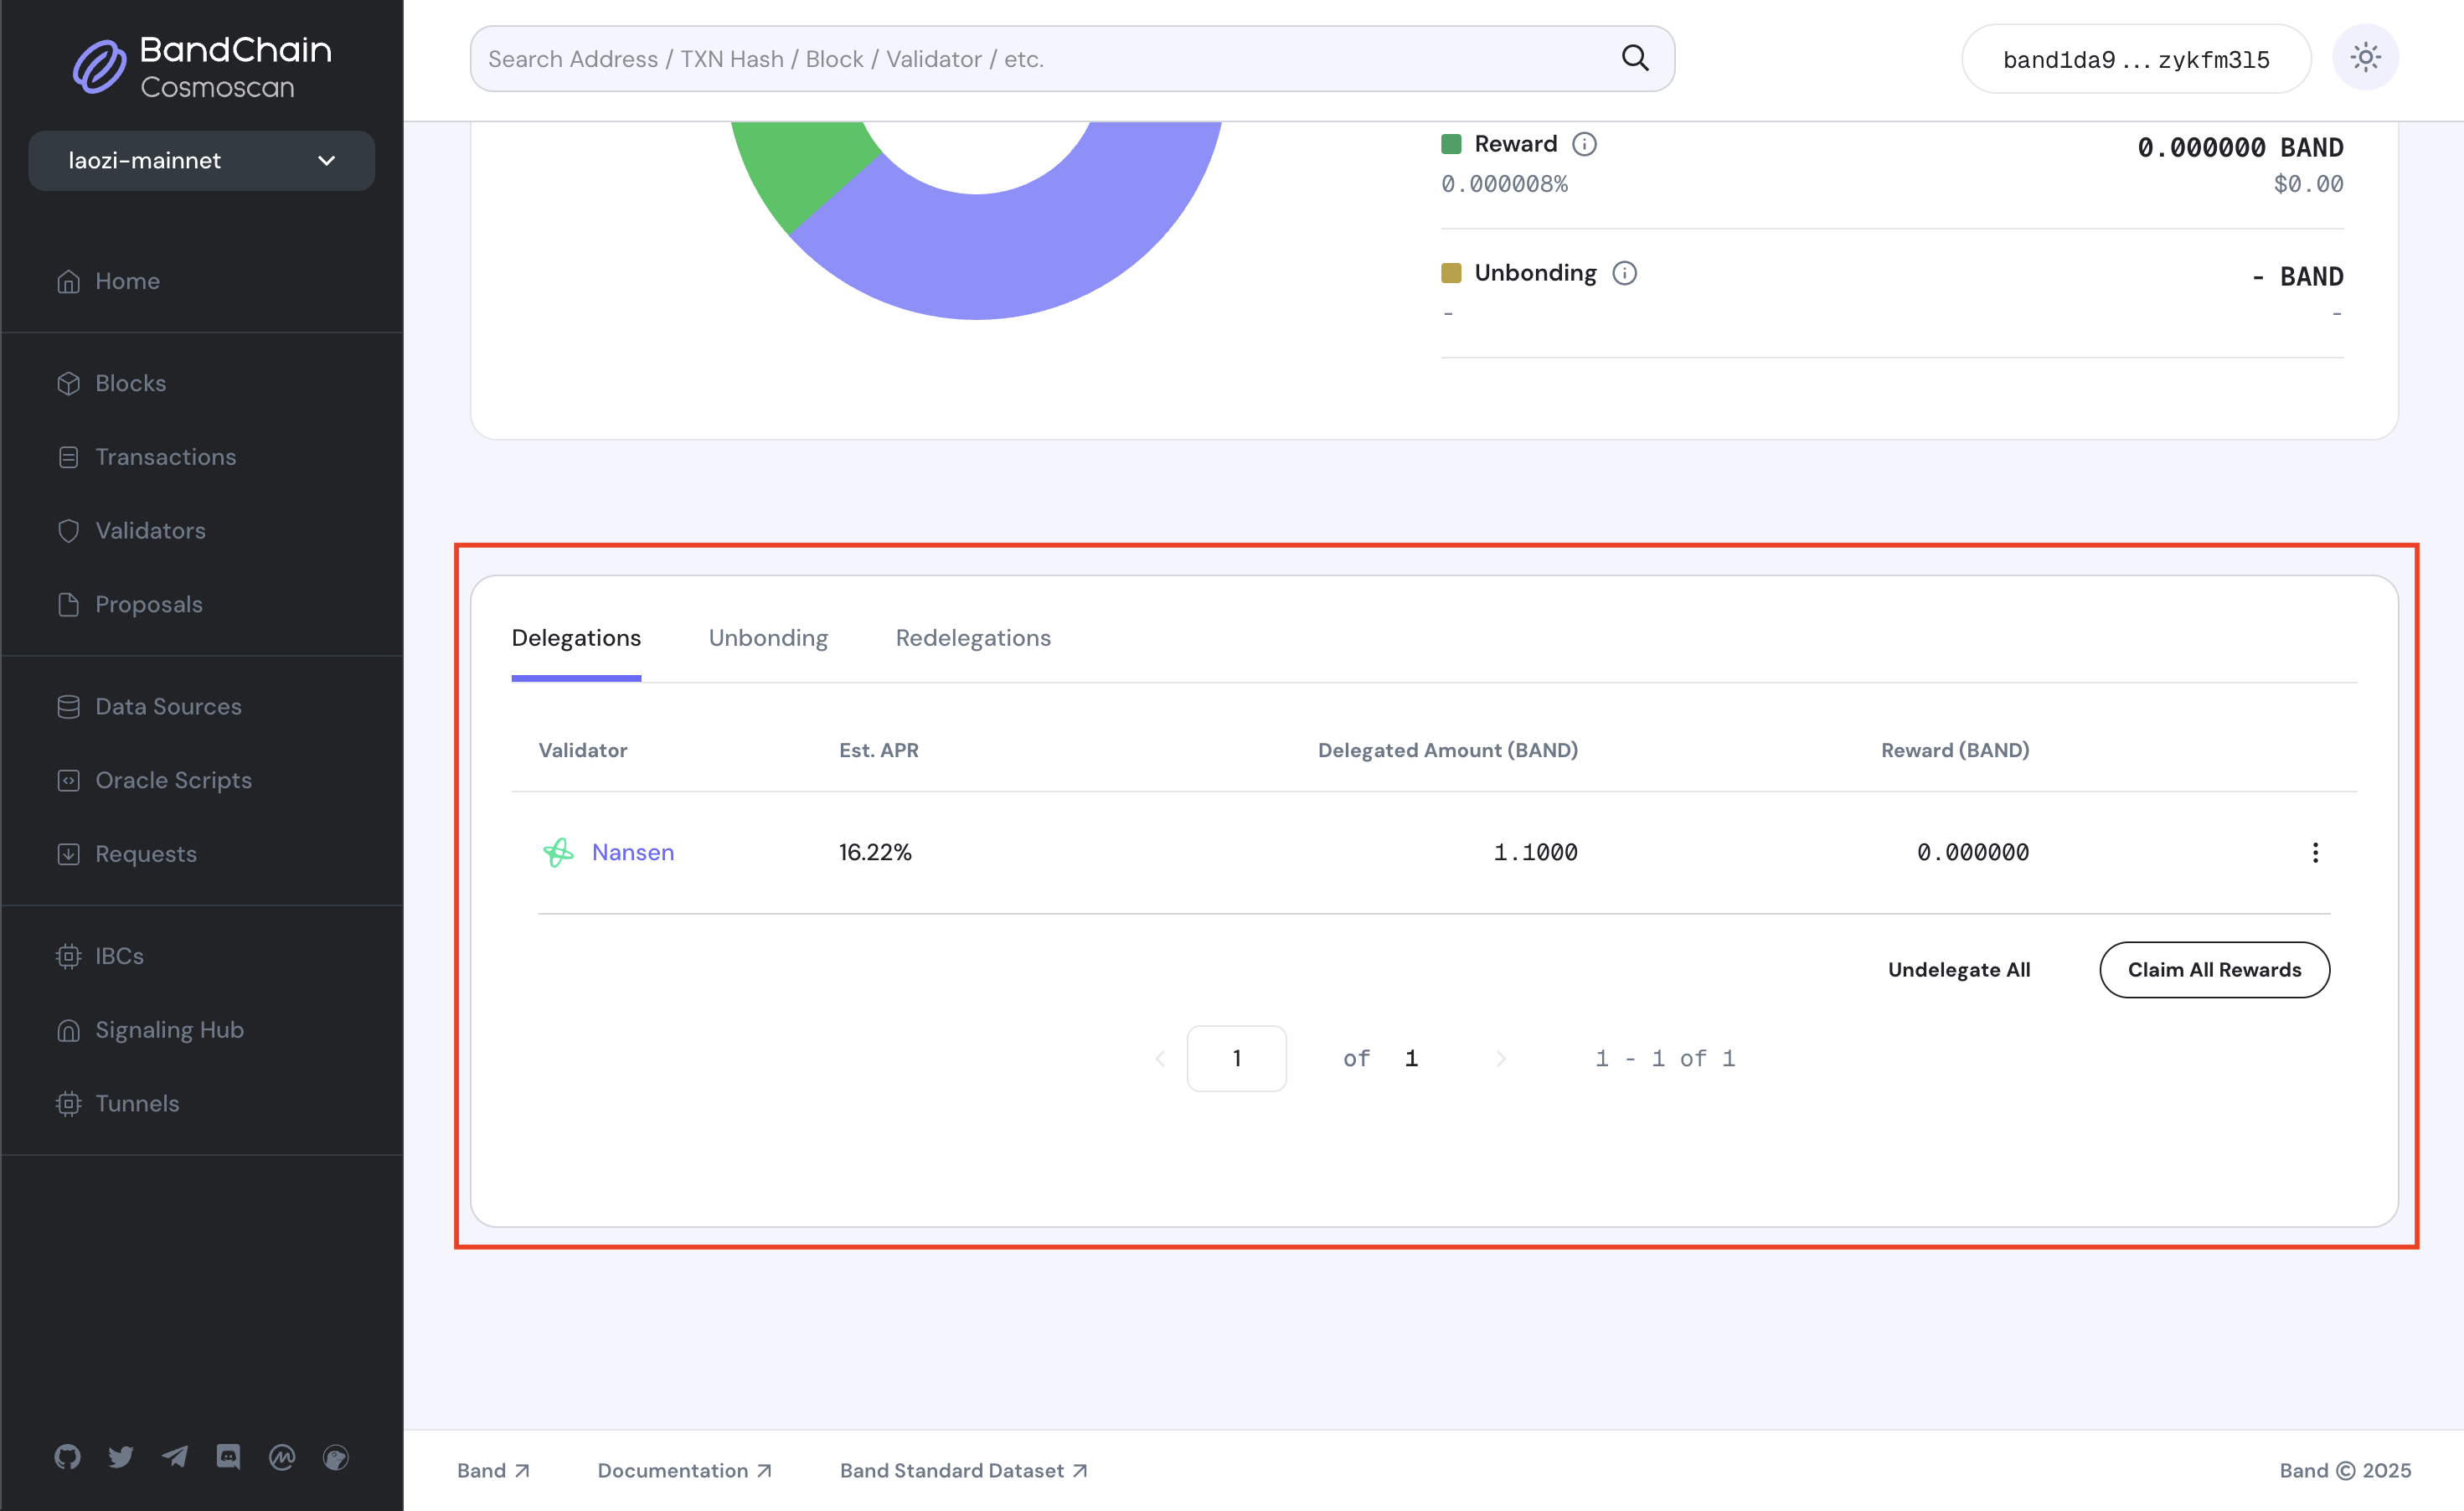 BandChain
Cosmoscan
laozi-mainnet
Home
Blocks
Transactions
Validators
Proposals
Data Sources
Oracle Scripts
Requests
IBCs
Signaling Hub
Tunnels
Search Address / TXN Hash / Block / Validator / etc.
band1da9 ... zykfm3l5
Reward 0.000000 BAND
0.000008% $0.00
Unbonding - BAND
- -
Delegations Unbonding Redelegations
Validator Est. APR Delegated Amount (BAND) Reward (BAND)
Nansen 16.22% 1.1000 0.000000
Undelegate All Claim All Rewards
1 of 1 1 - 1 of 1
Band Documentation Band Standard Dataset Band © 2025